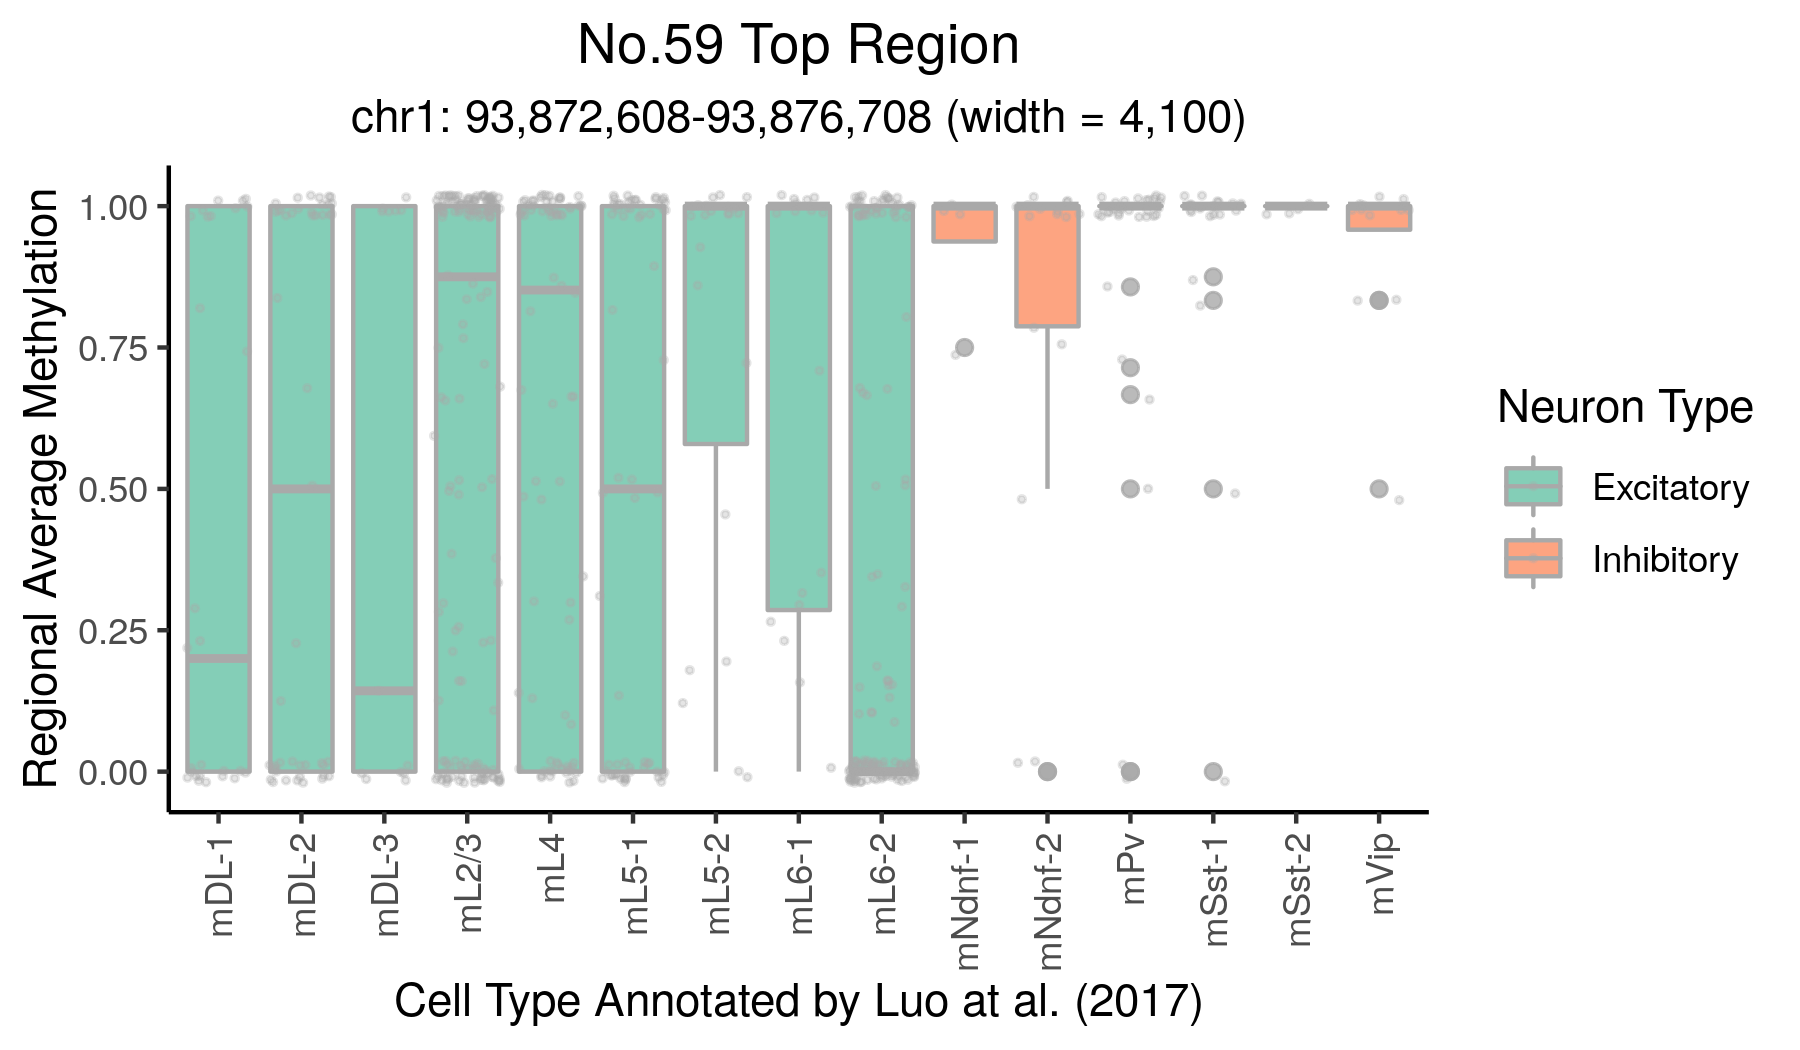 No.59 Top Region
chr1: 93,872,608-93,876,708 (width = 4,100)
Regional Average Methylation
1.00
0.75
0.50
0.25
0.00
mDL-1
mDL-2
mDL-3
mL2/3
mL4
mL5-1
mL5-2
mL6-1
mL6-2
mNdnf-1
mNdnf-2
mPv
mSst-1
mSst-2
mVip
Cell Type Annotated by Luo at al. (2017)
Neuron Type
Excitatory
Inhibitory